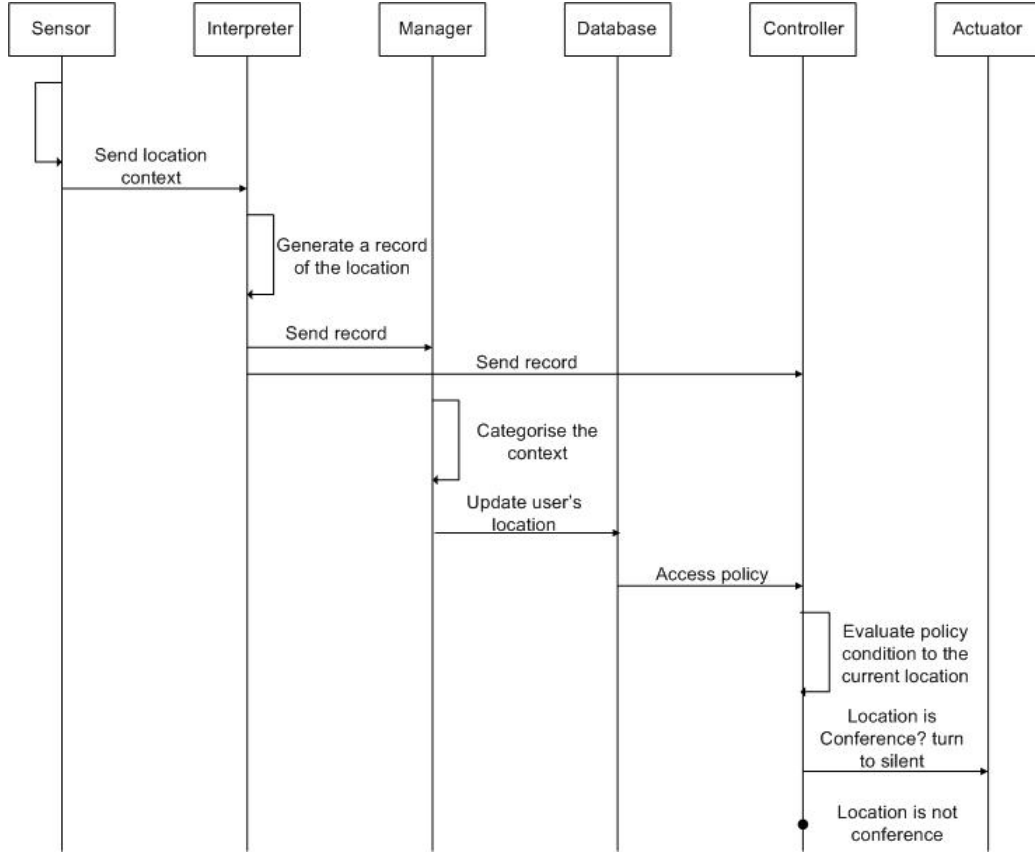 Sensor
Interpreter
Manager
Database
Controller
Actuator
Send location
context
Generate a record
of the location
Send record
Send record
Categorise the
context
Update user's
location
Access policy
Evaluate policy
condition to the
current location
Location is
Conference? turn
to silent
Location is not
conference